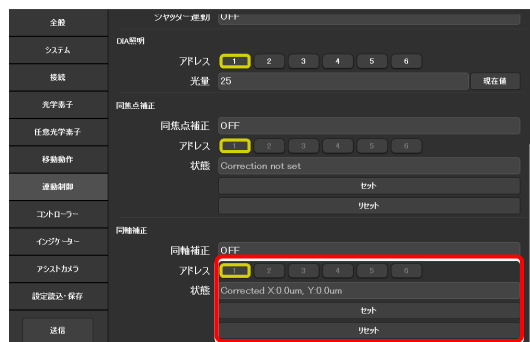 全般
システム
接続
光学素子
任意光学素子
移動動作
連動制御
コントローラー
インジケーター
アシストカメラ
設定読込・保存
送信
シャッター連動 OFF
DIA照明
アドレス 1 2 3 4 5 6
光量 25 現在値
同焦点補正
同焦点補正 OFF
アドレス 1 2 3 4 5 6
状態 Correction not set
セット
リセット
同軸補正
同軸補正 OFF
アドレス 1 2 3 4 5 6
状態 Corrected X:0.0um, Y:0.0um
セット
リセット